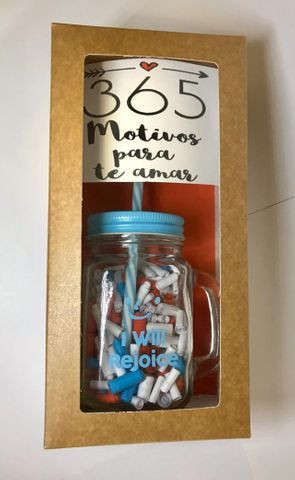 365
Motivos
para
te amar
I will
Rejoice